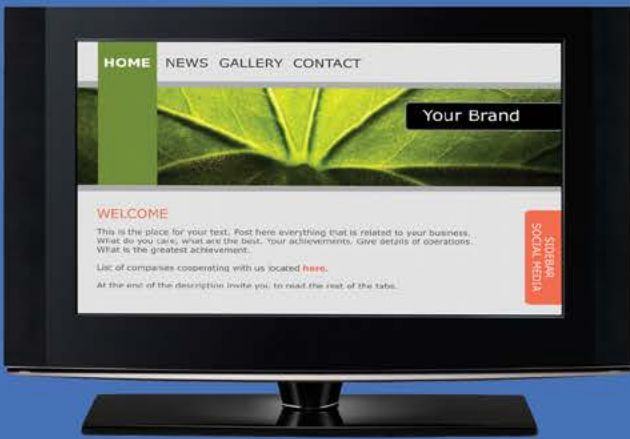 HOME NEWS GALLERY CONTACT
Your Brand
WELCOME
This is the place for your text. Post here everything that is related to your business.
What do you care, what are the best. Your achievements. Give details of operations.
What is the greatest achievement.
List of companies cooperating with us located here.
At the end of the description invite you to read the rest of the tabs.
SIDEBAR
SOCIAL MEDIA